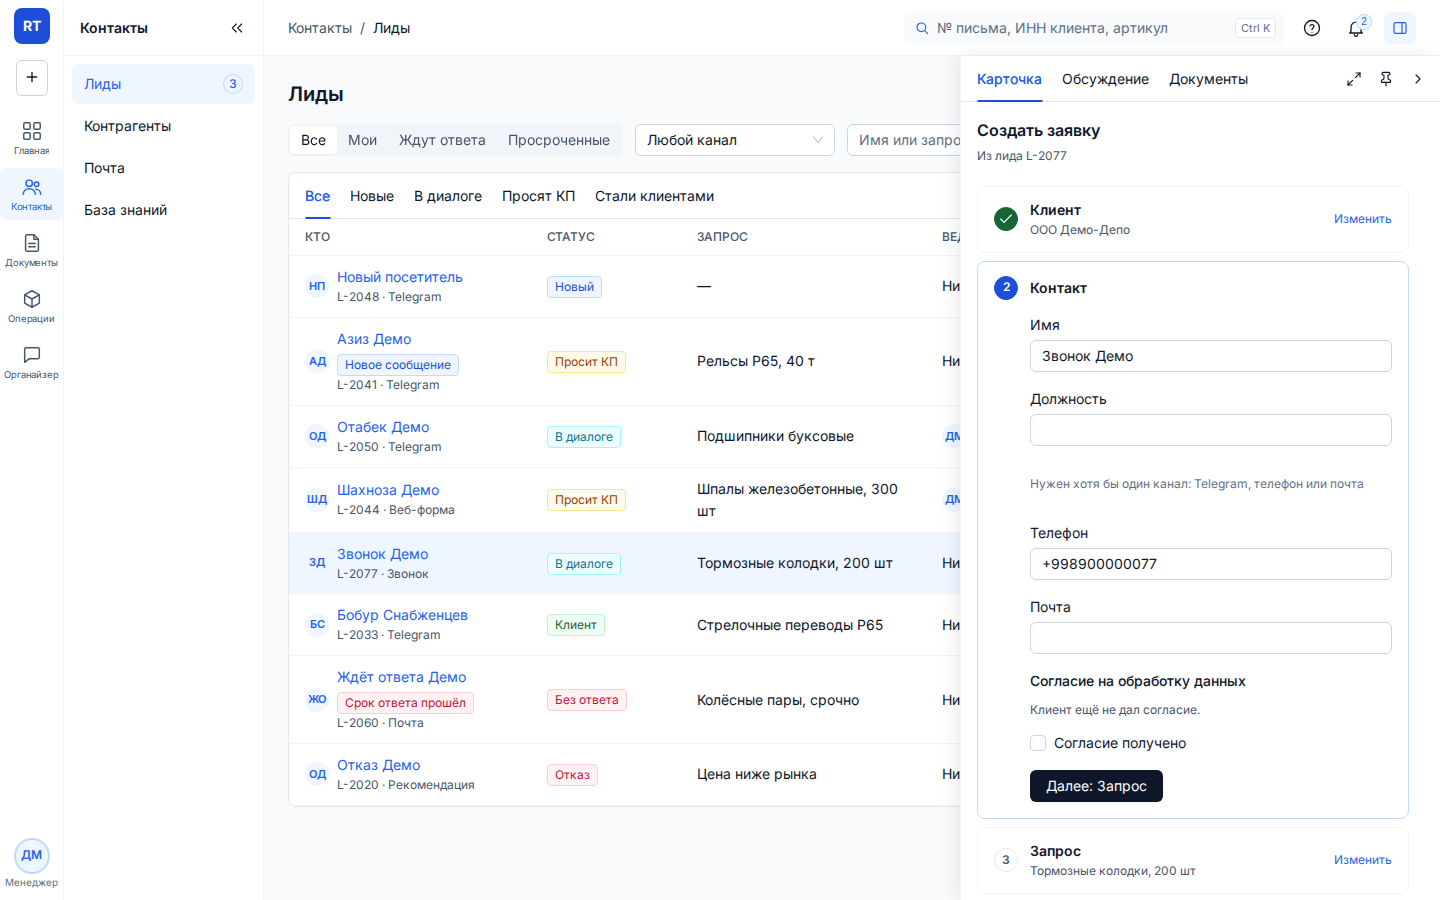 RT
Контакты
Контакты / Лиды
№ письма, ИНН клиента, артикул
Ctrl K
2
Главная
Контакты
Документы
Операции
Органайзер
ДМ
Менеджер
Лиды
3
Контрагенты
Почта
База знаний
Лиды
Все
Мои
Ждут ответа
Просроченные
Любой канал
Имя или запро
Все
Новые
В диалоге
Просят КП
Стали клиентами
КТО
СТАТУС
ЗАПРОС
ВЕД
НП
Новый посетитель
L-2048 · Telegram
Новый
—
Ни
АД
Азиз Демо
Новое сообщение
L-2041 · Telegram
Просит КП
Рельсы Р65, 40 т
Ни
ОД
Отабек Демо
L-2050 · Telegram
В диалоге
Подшипники буксовые
ДМ
ШД
Шахноза Демо
L-2044 · Веб-форма
Просит КП
Шпалы железобетонные, 300
шт
ДМ
ЗД
Звонок Демо
L-2077 · Звонок
В диалоге
Тормозные колодки, 200 шт
Ни
БС
Бобур Снабженцев
L-2033 · Telegram
Клиент
Стрелочные переводы Р65
Ни
ЖО
Ждёт ответа Демо
Срок ответа прошёл
L-2060 · Почта
Без ответа
Колёсные пары, срочно
Ни
ОД
Отказ Демо
L-2020 · Рекомендация
Отказ
Цена ниже рынка
Ни
Карточка
Обсуждение
Документы
Создать заявку
Из лида L-2077
Клиент
ООО Демо-Депо
Изменить
2
Контакт
Имя
Звонок Демо
Должность
Нужен хотя бы один канал: Telegram, телефон или почта
Телефон
+998900000077
Почта
Согласие на обработку данных
Клиент ещё не дал согласие.
Согласие получено
Далее: Запрос
3
Запрос
Тормозные колодки, 200 шт
Изменить